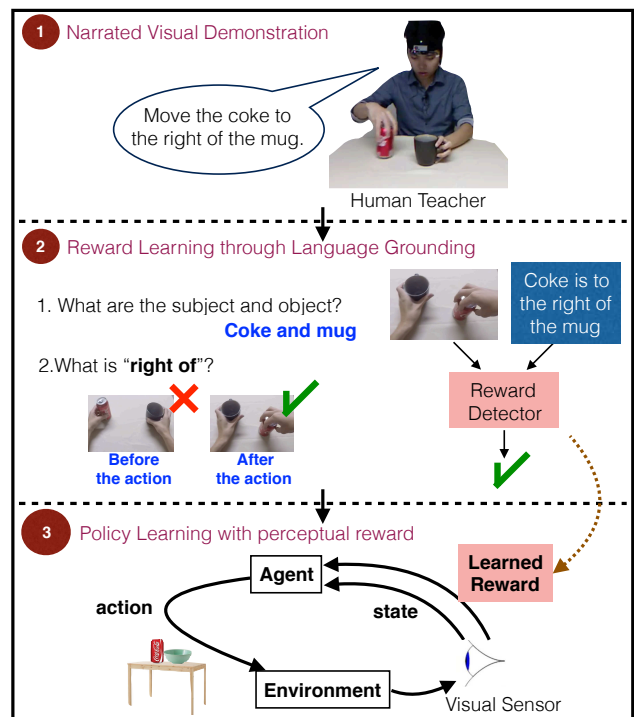 1 Narrated Visual Demonstration
Move the coke to
the right of the mug.
Human Teacher
2 Reward Learning through Language Grounding
1. What are the subject and object?
Coke and mug
Coke is to
the right of
the mug
2.What is “right of”?
Reward
Detector
Before
the action
After
the action
3 Policy Learning with perceptual reward
Agent
Learned
Reward
action
state
Environment
Visual Sensor